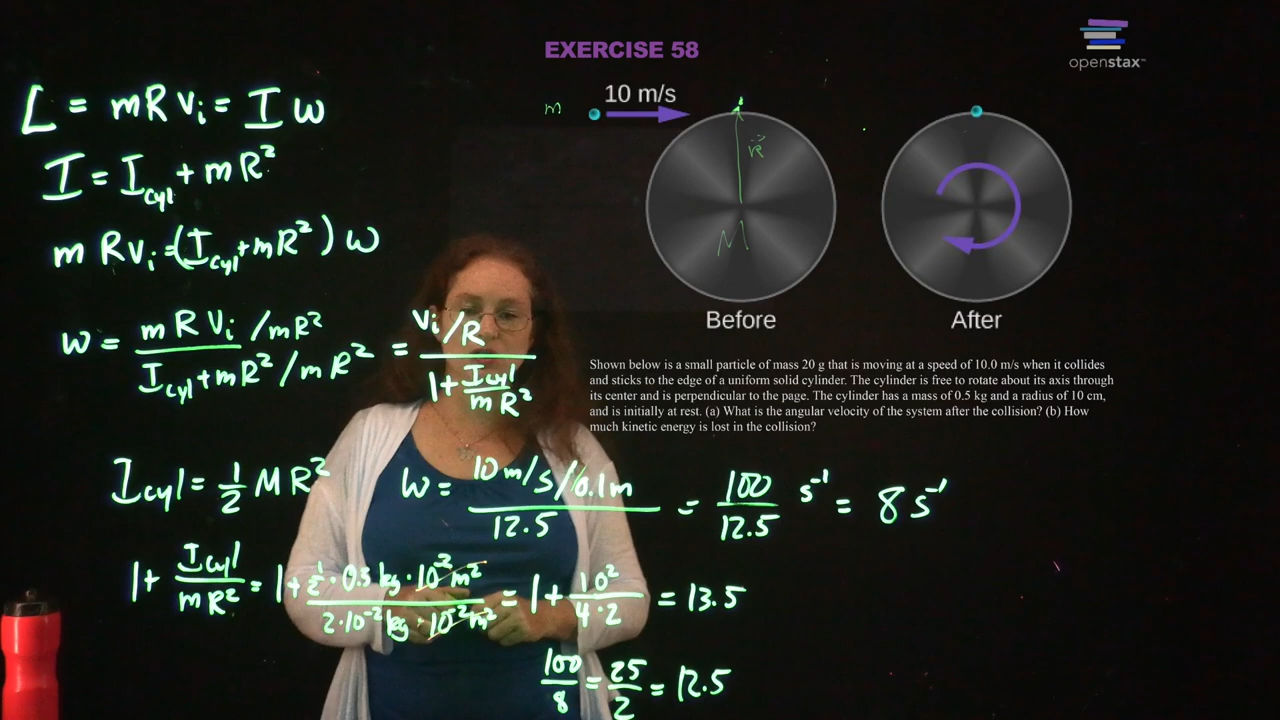 EXERCISE 58
openstax™
m
10 m/s
R
M
Before
After
Shown below is a small particle of mass 20 g that is moving at a speed of 10.0 m/s when it collides
and sticks to the edge of a uniform solid cylinder. The cylinder is free to rotate about its axis through
its center and is perpendicular to the page. The cylinder has a mass of 0.5 kg and a radius of 10 cm,
and is initially at rest. (a) What is the angular velocity of the system after the collision? (b) How
much kinetic energy is lost in the collision?
L = mRvᵢ = I ω
I = I_cyl + mR²
m R vᵢ = (I_cyl + mR²) ω
ω = (m R vᵢ / mR²) / (I_cyl + mR² / mR²) = (vᵢ/R) / (1 + I_cyl/mR²)
I_cyl = 1/2 MR²
ω = (10 m/s / 0.1m) / 12.5 = 100/12.5 s⁻¹ = 8 s⁻¹
1 + I_cyl/mR² = 1 + (1/2 · 0.5 kg · 10⁻² m²) / (2·10⁻² kg · 10⁻² m²) = 1 + 10²/(4·2) = 13.5
100/8 = 25/2 = 12.5